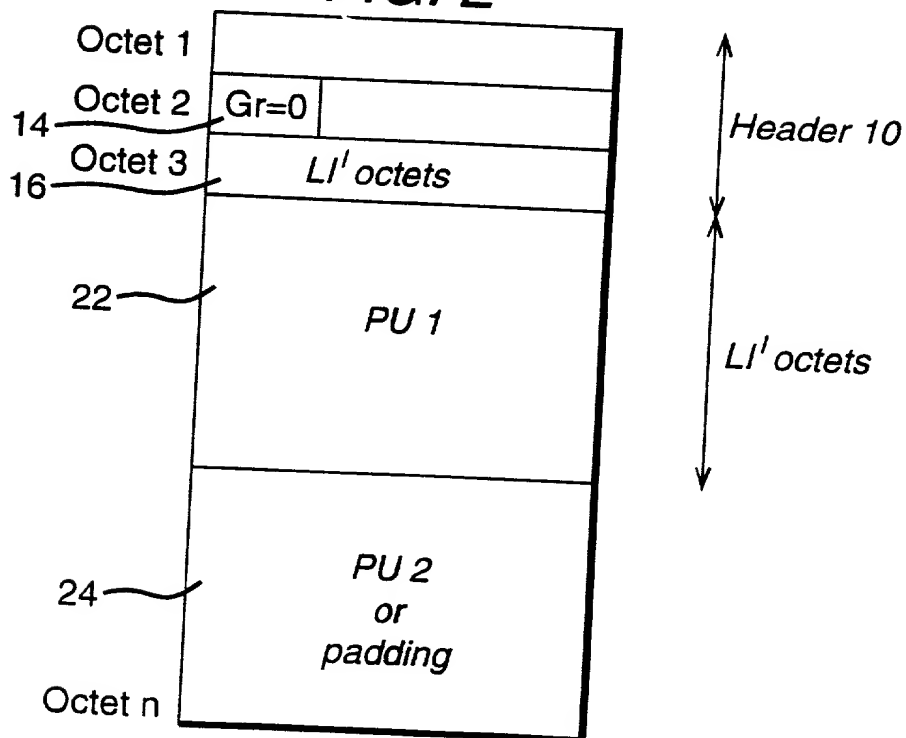 Octet 1
Octet 2
Gr=0
14
Header 10
Octet 3
LI' octets
16
22
PU 1
LI' octets
PU 2
or
padding
24
Octet n